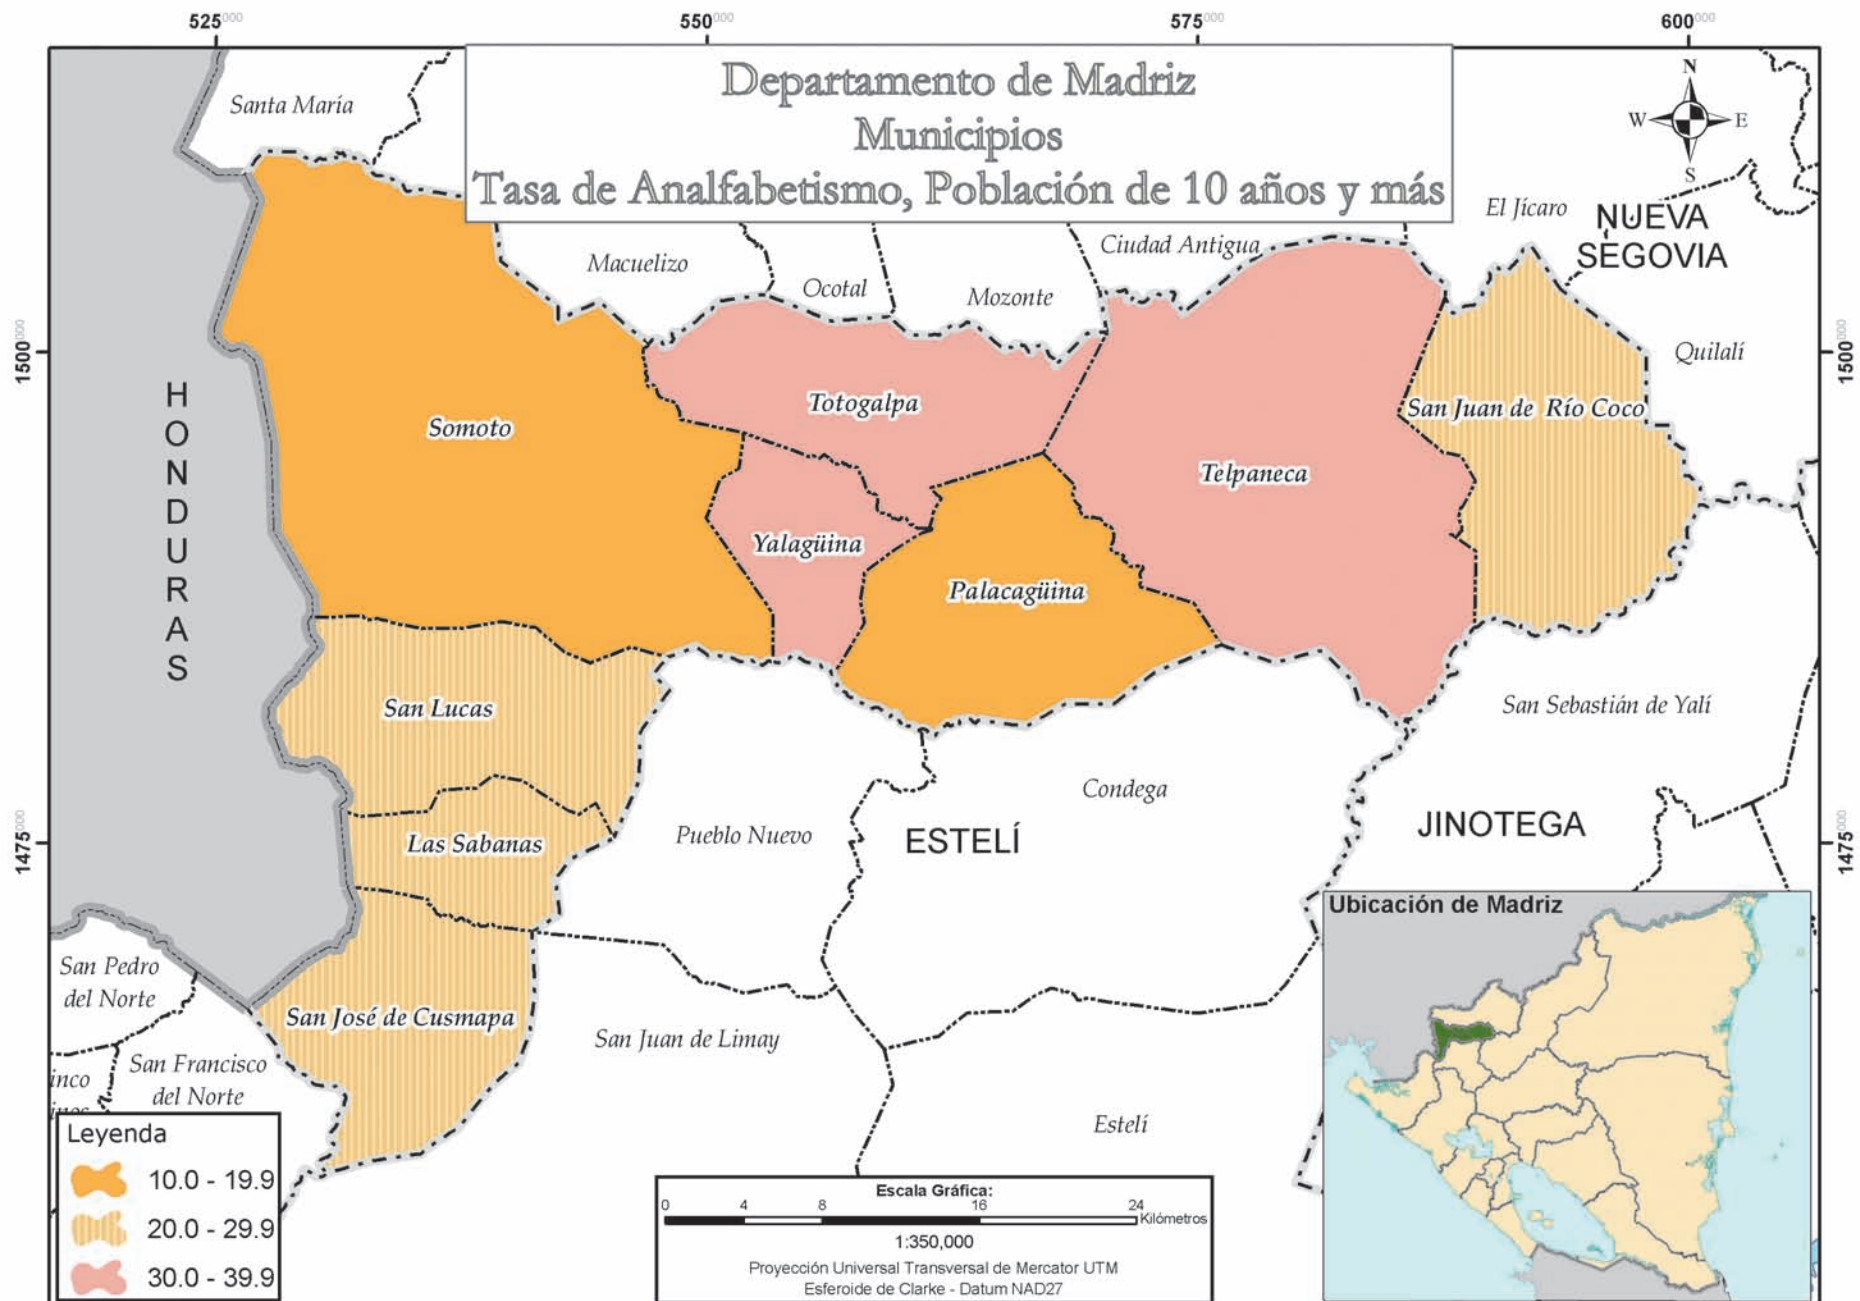 525000
550000
575000
600000
Departamento de Madriz
Municipios
Tasa de Analfabetismo, Población de 10 años y más
N
W
E
S
Santa María
El Jícaro
NUEVA
SEGOVIA
Ciudad Antigua
Macuelizo
Ocotal
Mozonte
1500000
1500000
Quilalí
HONDURAS
Totogalpa
San Juan de Río Coco
Somoto
Telpaneca
Yalagüina
Palacagüina
San Lucas
San Sebastián de Yalí
Condega
Pueblo Nuevo
ESTELÍ
JINOTEGA
Las Sabanas
1475000
1475000
Ubicación de Madriz
San Pedro
del Norte
San José de Cusmapa
San Juan de Limay
San Francisco
del Norte
inco
inos
Estelí
Leyenda
10.0 - 19.9
20.0 - 29.9
30.0 - 39.9
Escala Gráfica:
0 4 8 16 24
Kilómetros
1:350,000
Proyección Universal Transversal de Mercator UTM
Esferoide de Clarke - Datum NAD27